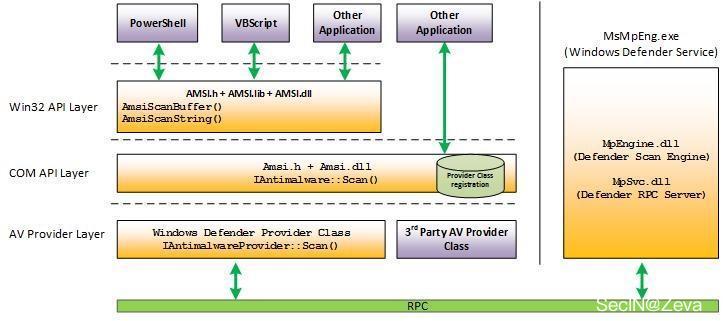 PowerShell
VBScript
Other
Application
Other
Application
MsMpEng.exe
(Windows Defender Service)
Win32 API Layer
AMSI.h + AMSI.lib + AMSI.dll
AmsiScanBuffer()
AmsiScanString()
COM API Layer
Amsi.h + Amsi.dll
IAntimalware::Scan()
Provider Class
registration
MpEngine.dll
(Defender Scan Engine)
MpSvc.dll
(Defender RPC Server)
AV Provider Layer
Windows Defender Provider Class
IAntimalwareProvider::Scan()
3rd Party AV Provider
Class
RPC
SecIN@Zeva